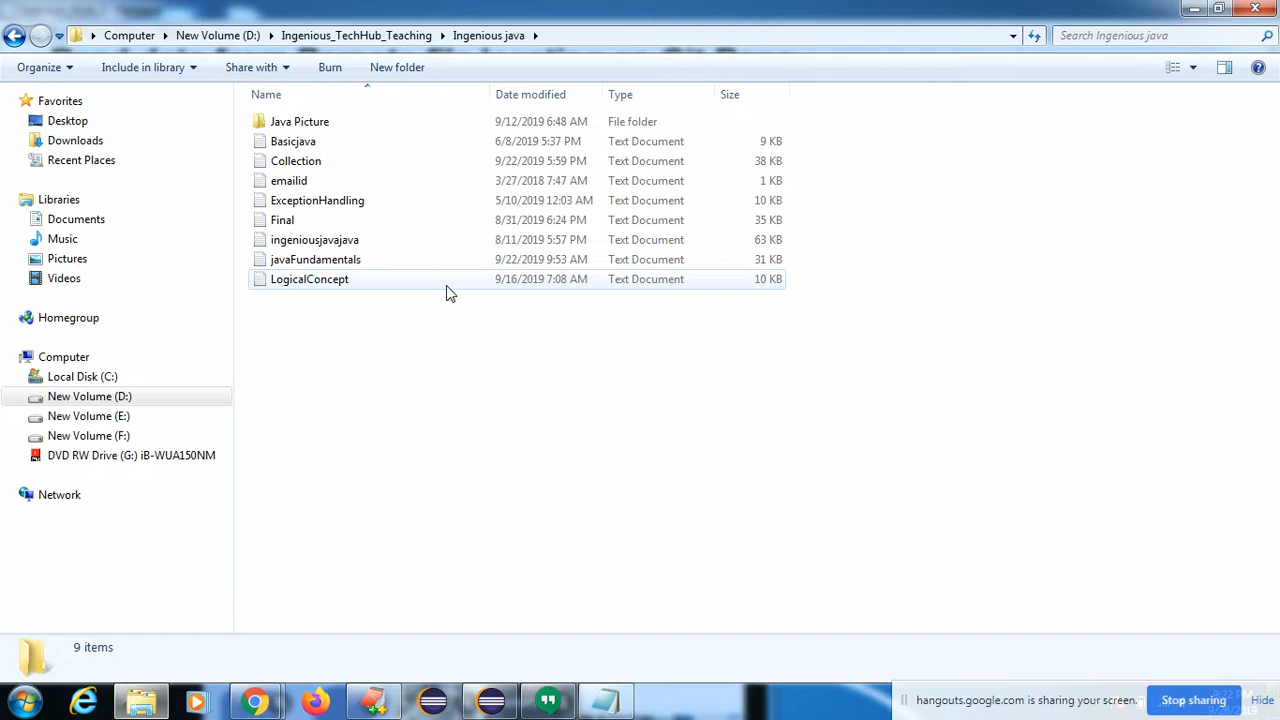 Computer New Volume (D:) Ingenious_TechHub_Teaching Ingenious java Search Ingenious java
Organize Include in library Share with Burn New folder
Name Date modified Type Size
Favorites
Desktop
Downloads
Recent Places
Libraries
Documents
Music
Pictures
Videos
Homegroup
Computer
Local Disk (C:)
New Volume (D:)
New Volume (E:)
New Volume (F:)
DVD RW Drive (G:) iB-WUA150NM
Network
Java Picture 9/12/2019 6:48 AM File folder
Basicjava 6/8/2019 5:37 PM Text Document 9 KB
Collection 9/22/2019 5:59 PM Text Document 38 KB
emailid 3/27/2018 7:47 AM Text Document 1 KB
ExceptionHandling 5/10/2019 12:03 AM Text Document 10 KB
Final 8/31/2019 6:24 PM Text Document 35 KB
ingeniousjavajava 8/11/2019 5:57 PM Text Document 63 KB
javaFundamentals 9/22/2019 9:53 AM Text Document 31 KB
LogicalConcept 9/16/2019 7:08 AM Text Document 10 KB
9 items
hangouts.google.com is sharing your screen. Stop sharing Hide
9:22 PM